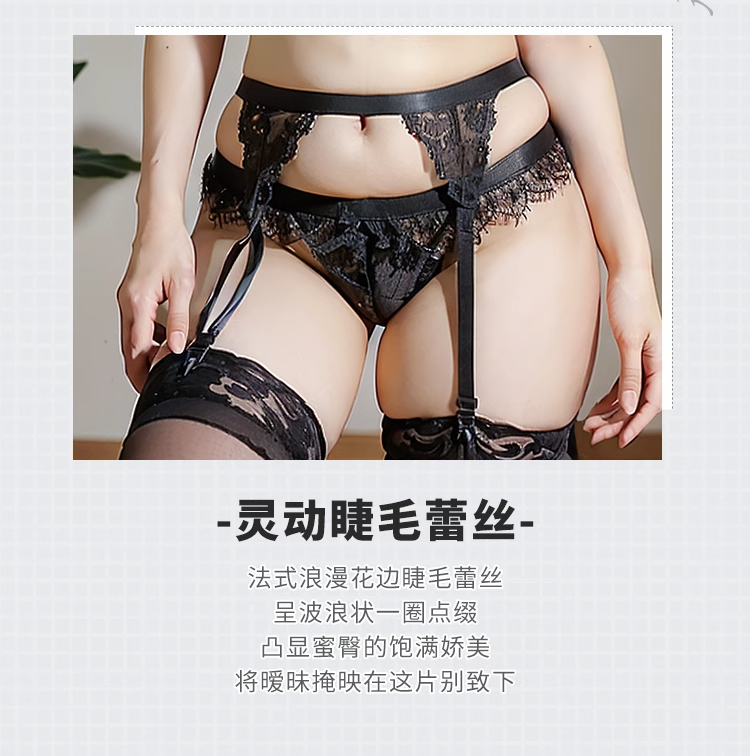 -灵动睫毛蕾丝-
法式浪漫花边睫毛蕾丝
呈波浪状一圈点缀
凸显蜜臀的饱满娇美
将暧昧掩映在这片别致下